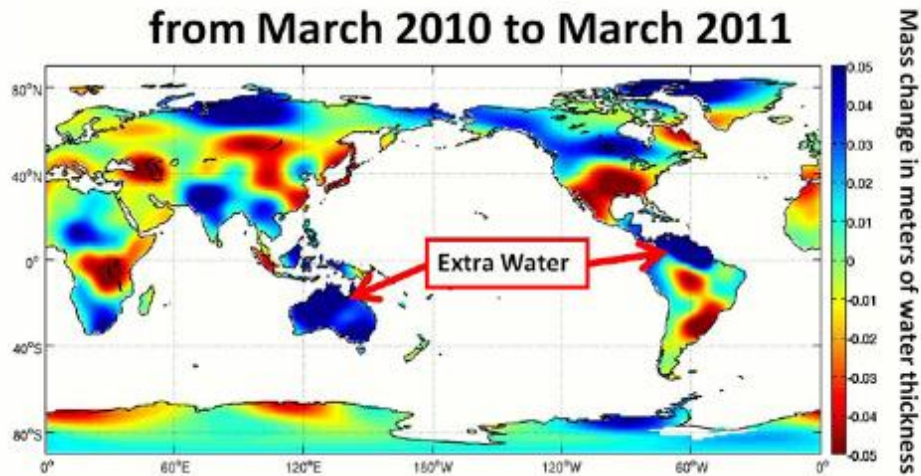 from March 2010 to March 2011
80°N
40°N
0°
40°S
80°S
0°
60°E
120°E
180°W
120°W
60°W
0°
Extra Water
0.05
0.04
0.03
0.02
0.01
0
-0.01
-0.02
-0.03
-0.04
-0.05
Mass change in meters of water thickness